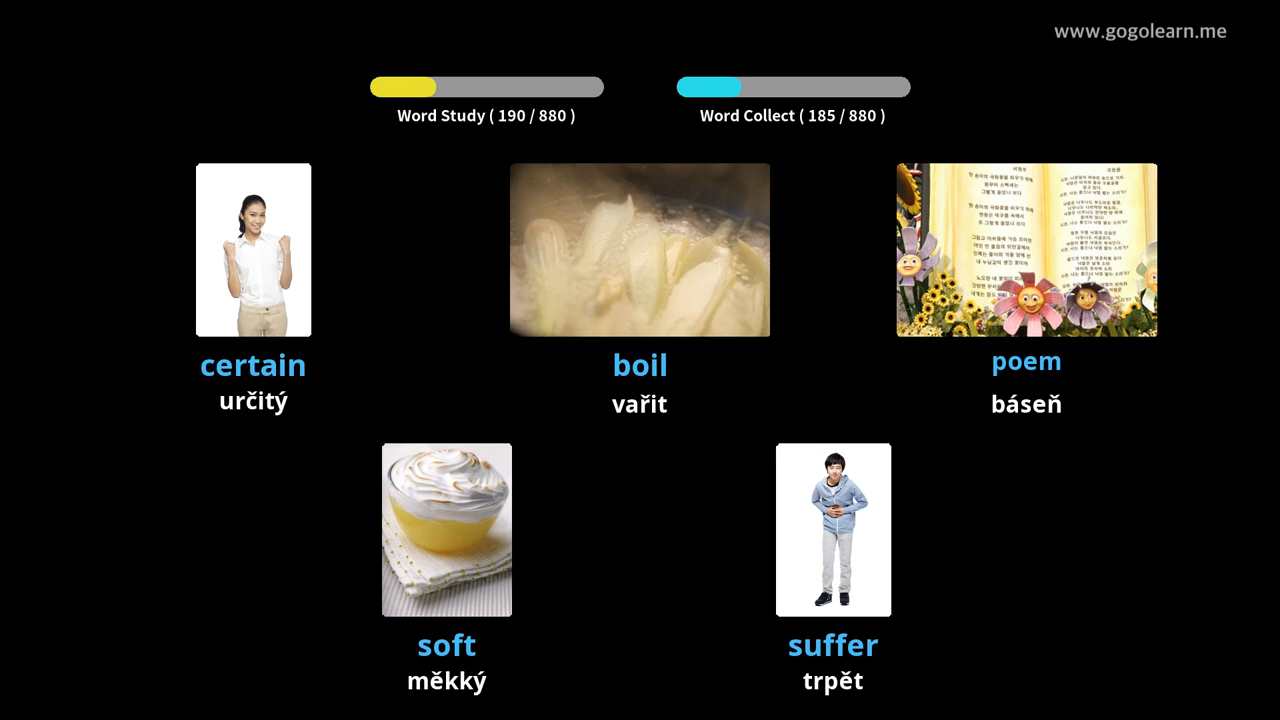 www.gogolearn.me
Word Study ( 190 / 880 )
Word Collect ( 185 / 880 )
certain
určitý
boil
vařit
poem
báseň
soft
měkký
suffer
trpět